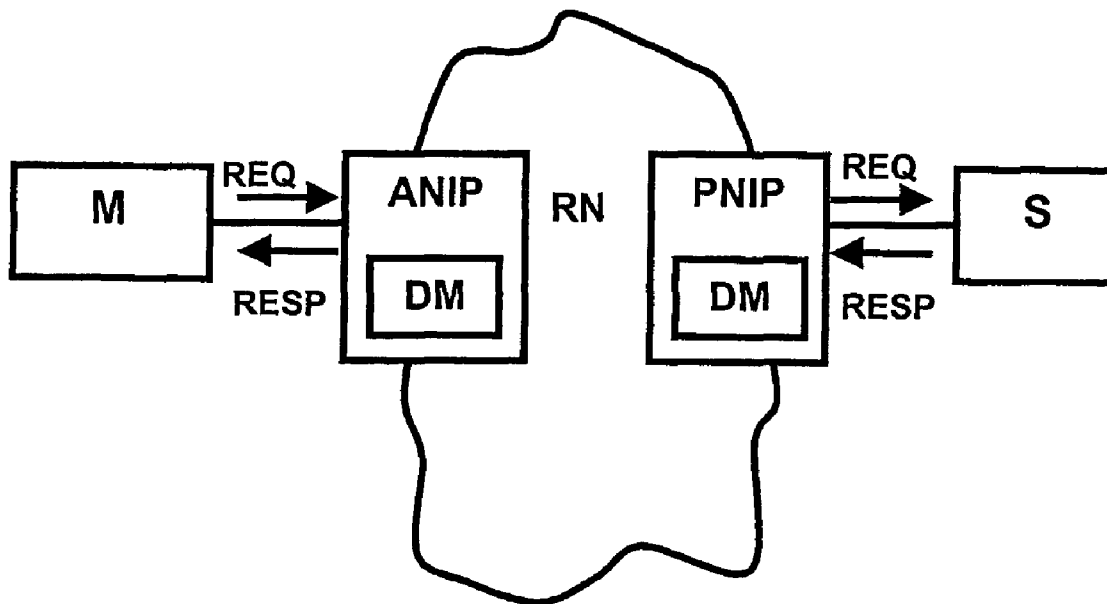 M
REQ
RESP
ANIP
DM
RN
PNIP
DM
REQ
RESP
S